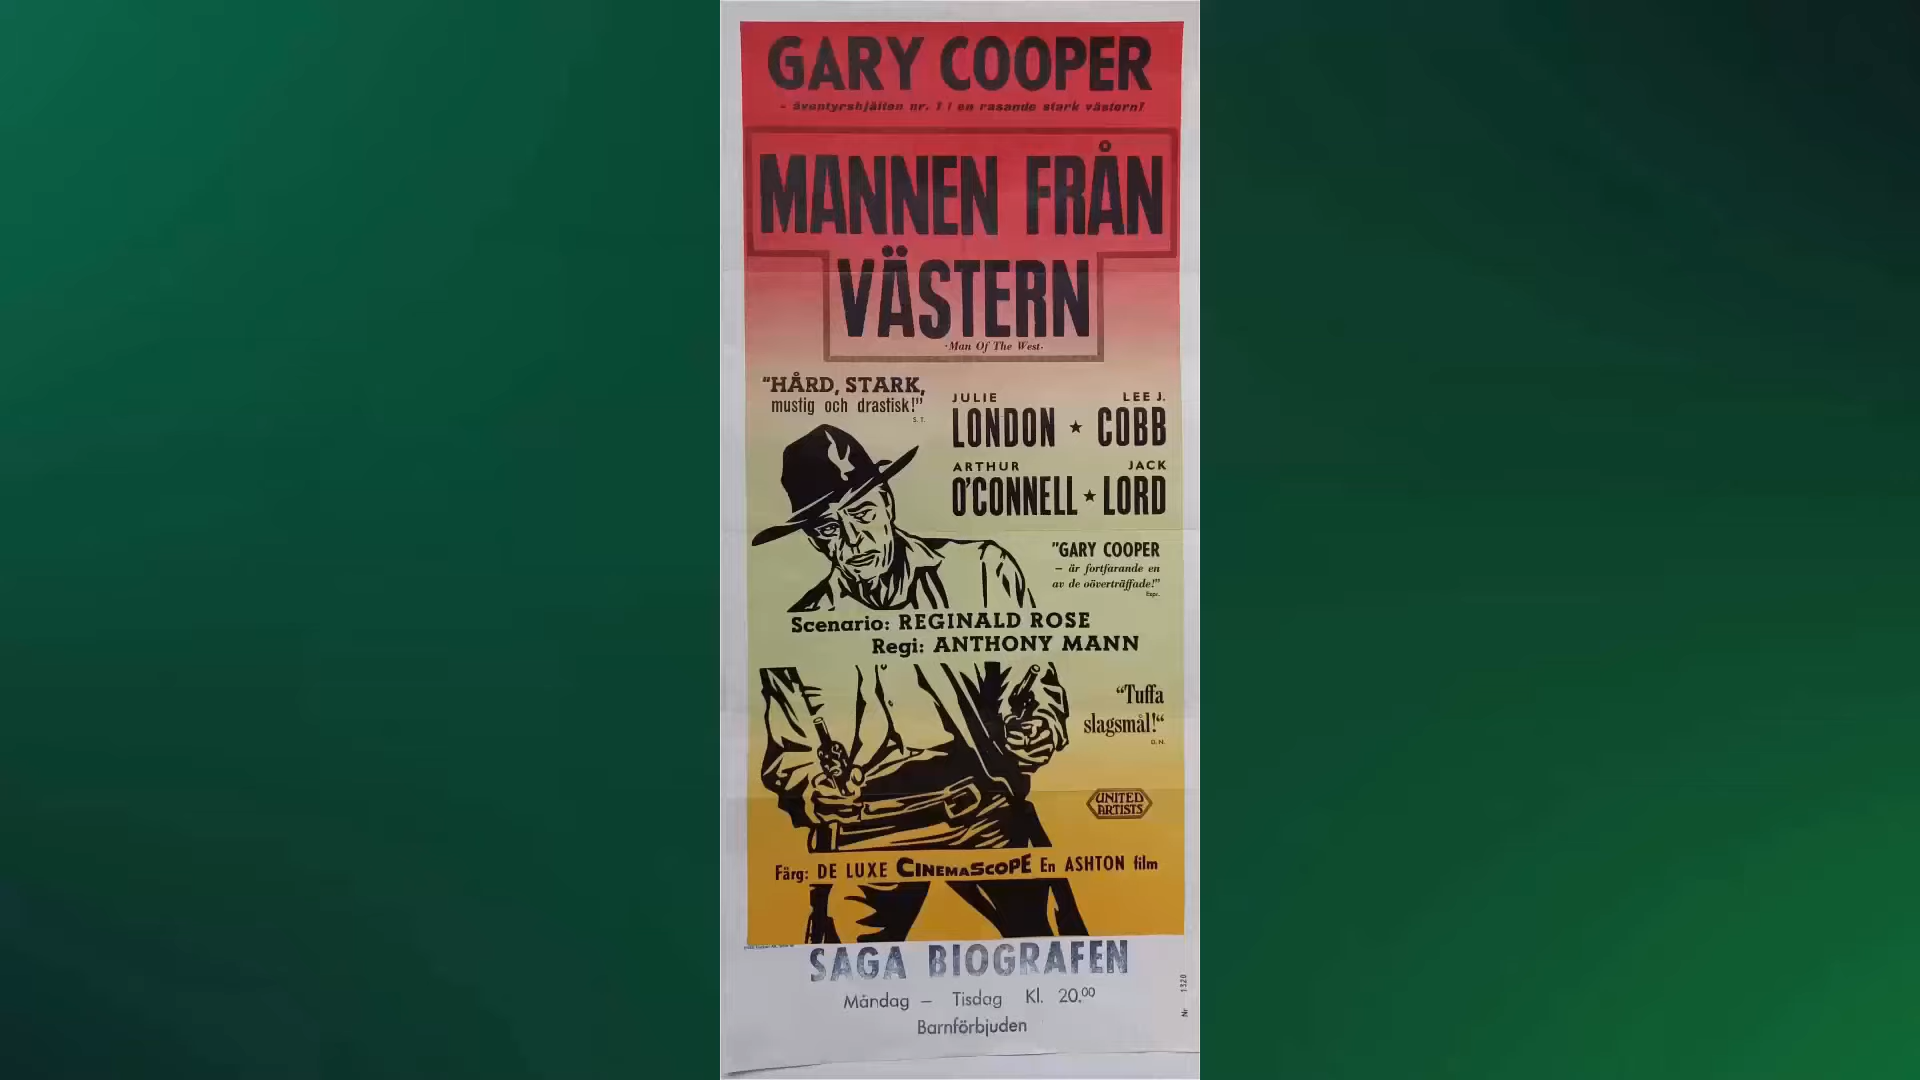 GARY COOPER
- äventyrshjälten nr. 1 i en rasande stark västern!
MANNEN FRÅN
VÄSTERN
-Man Of The West-
"HÅRD, STARK,
mustig och drastisk!"
S.T.
JULIE LEE J.
LONDON ★ COBB
ARTHUR JACK
O'CONNELL ★ LORD
"GARY COOPER
– är fortfarande en
av de oöverträffade!"
Expr.
Scenario: REGINALD ROSE
Regi: ANTHONY MANN
"Tuffa
slagsmål!"
D.N.
UNITED
ARTISTS
Färg: DE LUXE CINEMASCOPE En ASHTON film
SAGA BIOGRAFEN
Måndag – Tisdag Kl. 20.00
Barnförbjuden
Nr 1320